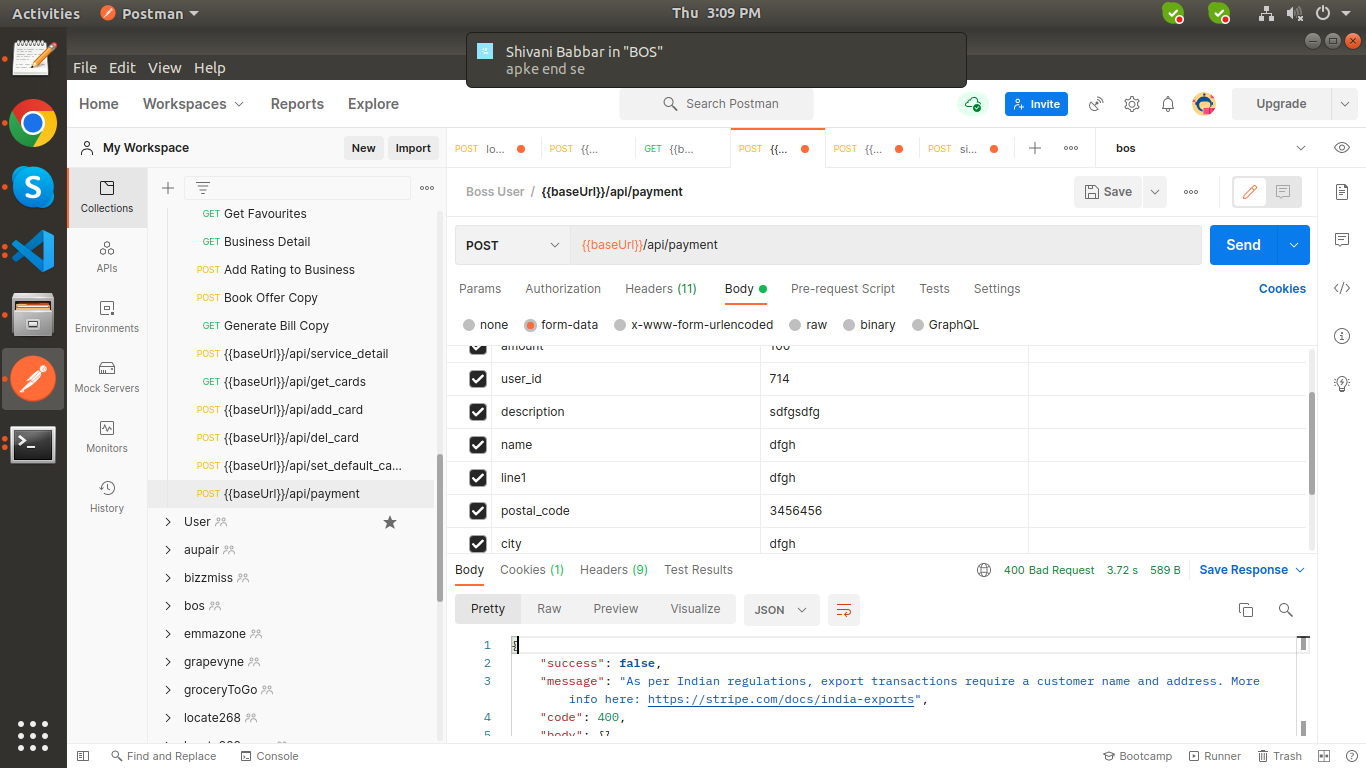 Activities Postman Thu 3:09 PM
Shivani Babbar in "BOS"
apke end se
File Edit View Help
Home Workspaces Reports Explore Search Postman Invite Upgrade
My Workspace New Import
POST lo... POST {{... GET {{b... POST {{... POST {{... POST si... bos
Collections
APIs
Environments
Mock Servers
Monitors
History
GET Get Favourites
GET Business Detail
POST Add Rating to Business
POST Book Offer Copy
GET Generate Bill Copy
POST {{baseUrl}}/api/service_detail
GET {{baseUrl}}/api/get_cards
POST {{baseUrl}}/api/add_card
POST {{baseUrl}}/api/del_card
POST {{baseUrl}}/api/set_default_ca...
POST {{baseUrl}}/api/payment
User
aupair
bizzmiss
bos
emmazone
grapevyne
groceryToGo
locate268
Boss User / {{baseUrl}}/api/payment Save
POST {{baseUrl}}/api/payment Send
Params Authorization Headers (11) Body Pre-request Script Tests Settings Cookies
none form-data x-www-form-urlencoded raw binary GraphQL
amount 100
user_id 714
description sdfgsdfg
name dfgh
line1 dfgh
postal_code 3456456
city dfgh
Body Cookies (1) Headers (9) Test Results 400 Bad Request 3.72 s 589 B Save Response
Pretty Raw Preview Visualize JSON
1 {
2 "success": false,
3 "message": "As per Indian regulations, export transactions require a customer name and address. More
info here: https://stripe.com/docs/india-exports",
4 "code": 400,
5 "body": {}
Find and Replace Console Bootcamp Runner Trash